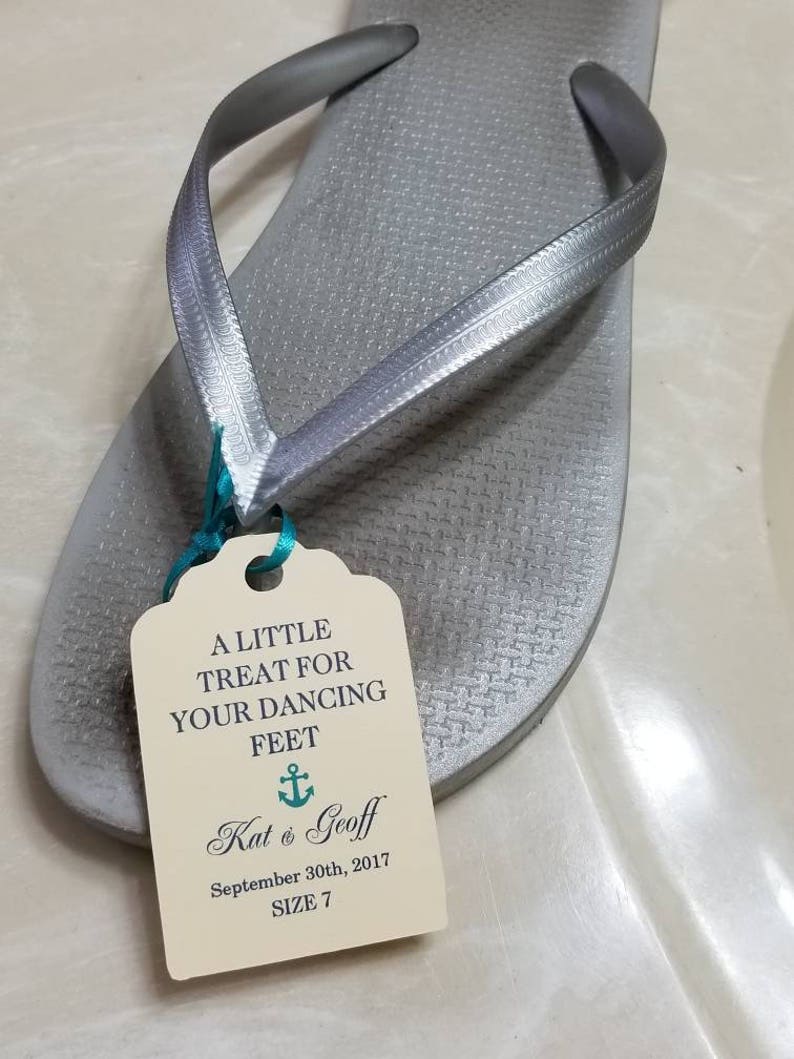 A LITTLE
TREAT FOR
YOUR DANCING
FEET
Kat & Geoff
September 30th, 2017
SIZE 7